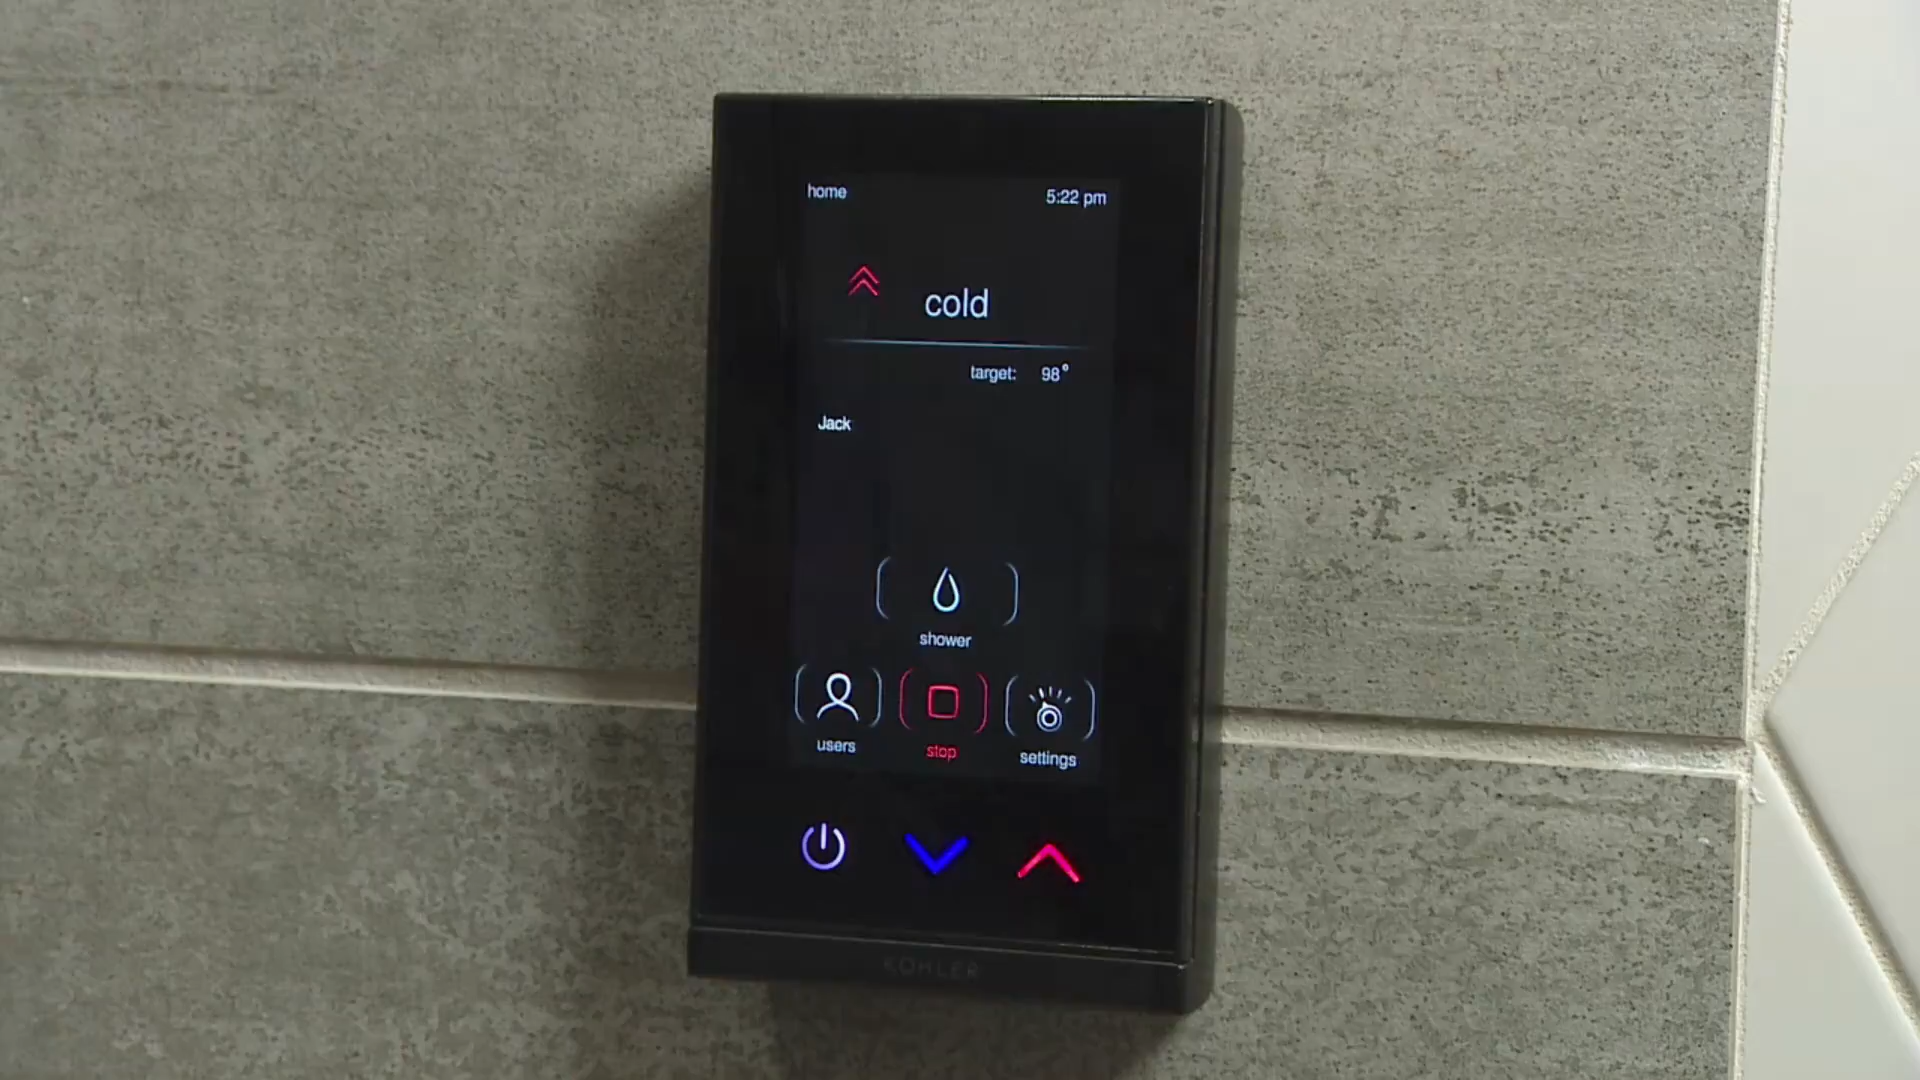 home 5:22 pm
cold
target: 98°
Jack
shower
users stop settings
KOHLER